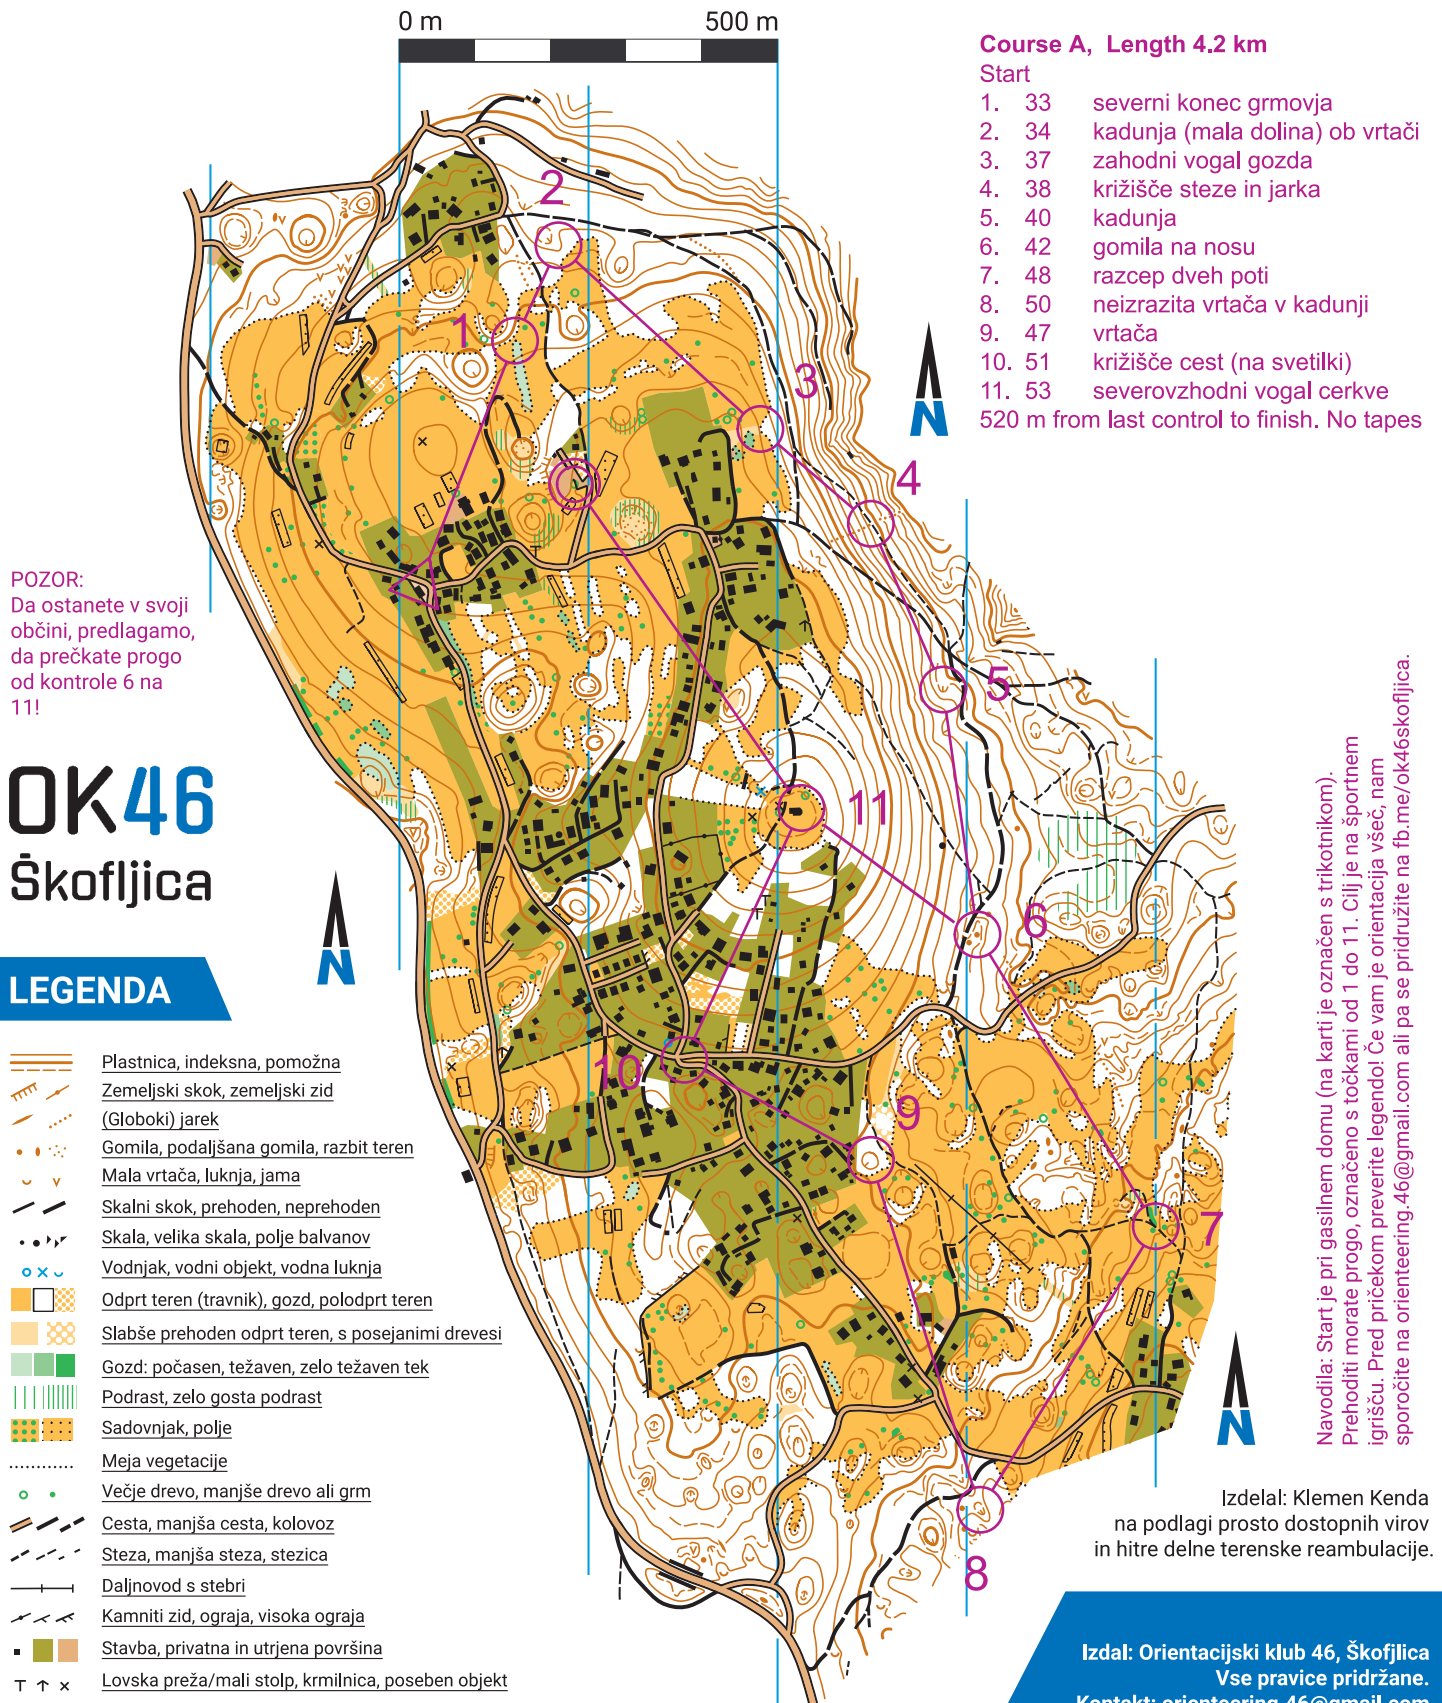 0 m 500 m
Course A, Length 4.2 km
Start
1. 33 severni konec grmovja
2. 34 kadunja (mala dolina) ob vrtači
3. 37 zahodni vogal gozda
4. 38 križišče steze in jarka
5. 40 kadunja
6. 42 gomila na nosu
7. 48 razcep dveh poti
8. 50 neizrazita vrtača v kadunji
9. 47 vrtača
10. 51 križišče cest (na svetilki)
11. 53 severovzhodni vogal cerkve
520 m from last control to finish. No tapes
2
1
3
N
4
POZOR:
Da ostanete v svoji
občini, predlagamo,
da prečkate progo
od kontrole 6 na
11!
5
OK46
Škofljica
11
6
N
10
9
7
8
LEGENDA
Plastnica, indeksna, pomožna
Zemeljski skok, zemeljski zid
(Globoki) jarek
Gomila, podaljšana gomila, razbit teren
Mala vrtača, luknja, jama
Skalni skok, prehoden, neprehoden
Skala, velika skala, polje balvanov
Vodnjak, vodni objekt, vodna luknja
Odprt teren (travnik), gozd, polodprt teren
Slabše prehoden odprt teren, s posejanimi drevesi
Gozd: počasen, težaven, zelo težaven tek
Podrast, zelo gosta podrast
Sadovnjak, polje
Meja vegetacije
Večje drevo, manjše drevo ali grm
Cesta, manjša cesta, kolovoz
Steza, manjša steza, stezica
Daljnovod s stebri
Kamniti zid, ograja, visoka ograja
Stavba, privatna in utrjena površina
Lovska preža/mali stolp, krmilnica, poseben objekt
Navodila: Start je pri gasilnem domu (na karti je označen s trikotnikom).
Prehoditi morate progo, označeno s točkami od 1 do 11. Cilj je na športnem
igrišču. Pred pričekom preverite legendo! Če vam je orientacija všeč, nam
sporočite na orienteering.46@gmail.com ali pa se pridružite na fb.me/ok46skofljica.
N
Izdelal: Klemen Kenda
na podlagi prosto dostopnih virov
in hitre delne terenske reambulacije.
Izdal: Orientacijski klub 46, Škofjlica
Vse pravice pridržane.
Kontakt: orienteering.46@gmail.com